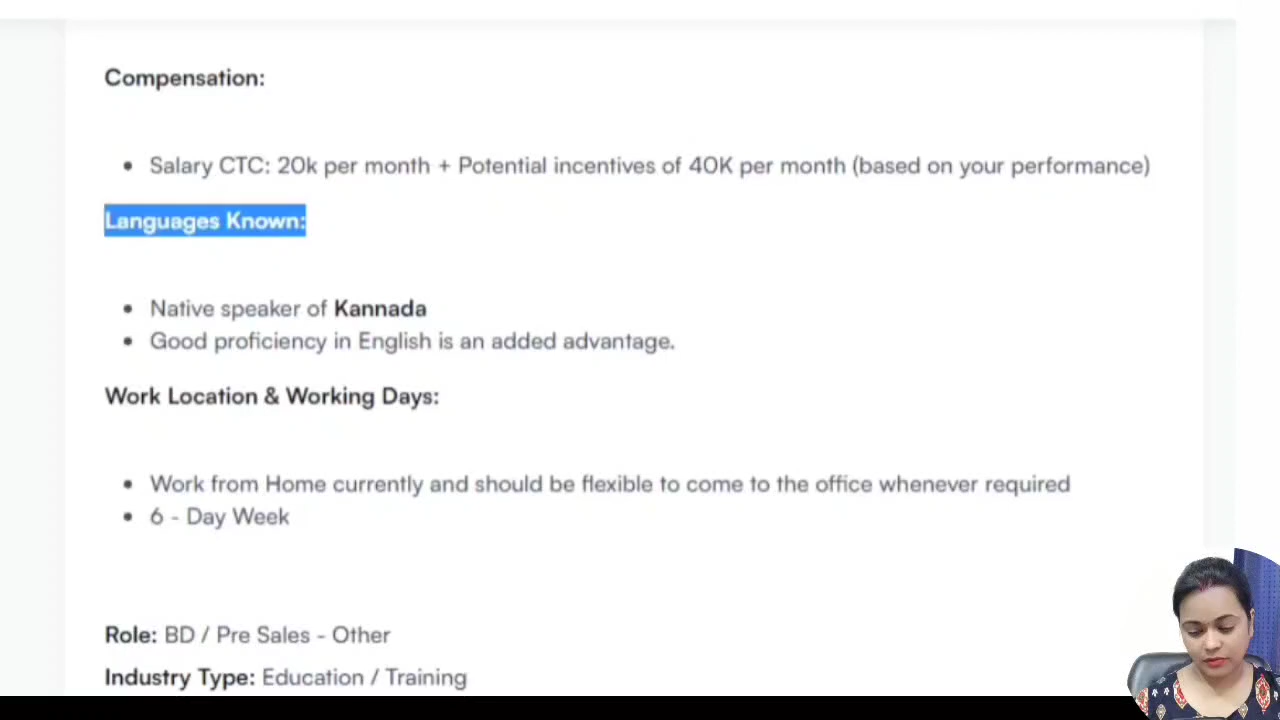 Compensation:
Salary CTC: 20k per month + Potential incentives of 40K per month (based on your performance)
Languages Known:
Native speaker of Kannada
Good proficiency in English is an added advantage.
Work Location & Working Days:
Work from Home currently and should be flexible to come to the office whenever required
6 - Day Week
Role: BD / Pre Sales - Other
Industry Type: Education / Training